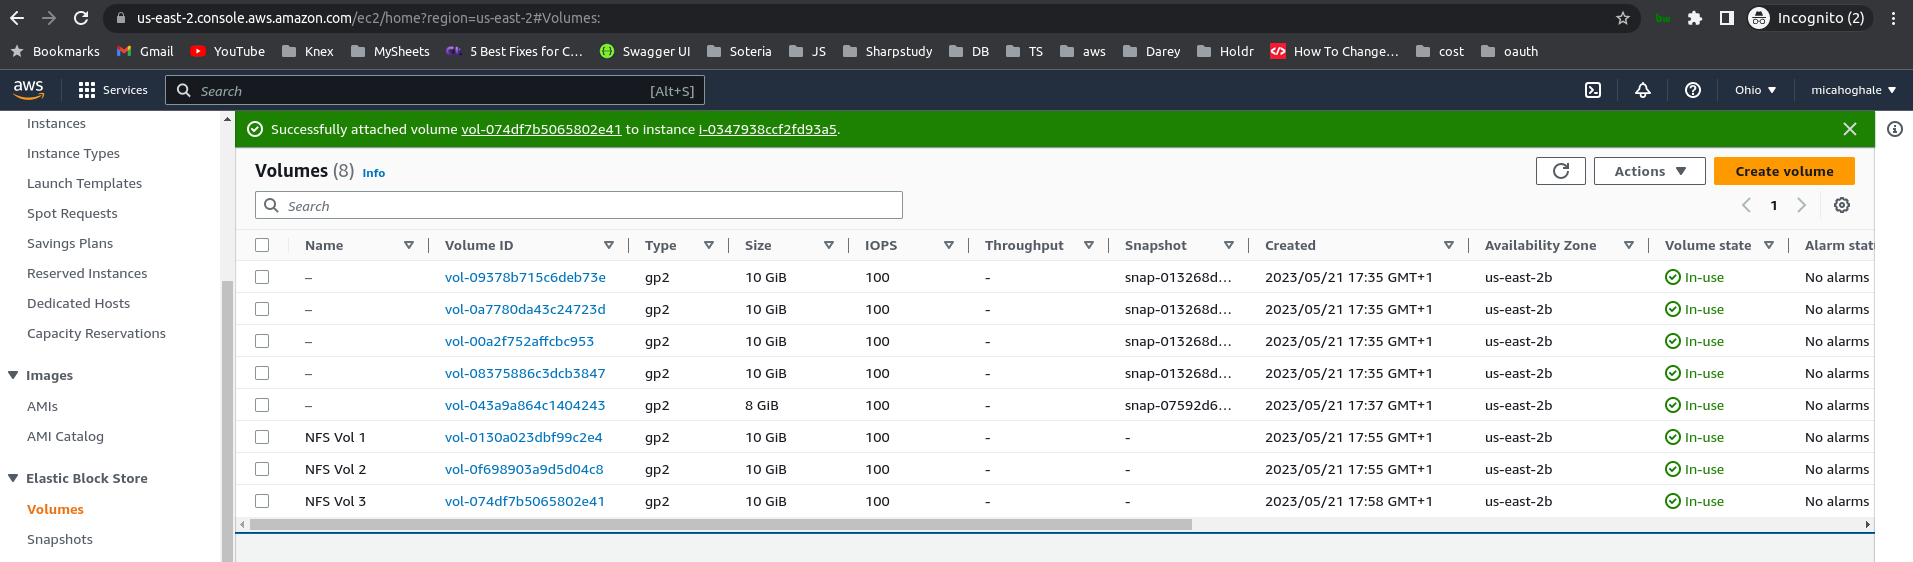 us-east-2.console.aws.amazon.com/ec2/home?region=us-east-2#Volumes:
bw
Incognito (2)
Bookmarks Gmail YouTube Knex MySheets 5 Best Fixes for C... Swagger UI Soteria JS Sharpstudy DB TS aws Darey Holdr How To Change... cost oauth
aws Services Search [Alt+S] Ohio micahoghale
Instances
Instance Types
Launch Templates
Spot Requests
Savings Plans
Reserved Instances
Dedicated Hosts
Capacity Reservations
Images
AMIs
AMI Catalog
Elastic Block Store
Volumes
Snapshots
Successfully attached volume vol-074df7b5065802e41 to instance i-0347938ccf2fd93a5.
Volumes (8) Info
Actions Create volume
Search
1
Name Volume ID Type Size IOPS Throughput Snapshot Created Availability Zone Volume state Alarm stat
– vol-09378b715c6deb73e gp2 10 GiB 100 - snap-013268d... 2023/05/21 17:35 GMT+1 us-east-2b In-use No alarms
– vol-0a7780da43c24723d gp2 10 GiB 100 - snap-013268d... 2023/05/21 17:35 GMT+1 us-east-2b In-use No alarms
– vol-00a2f752affcbc953 gp2 10 GiB 100 - snap-013268d... 2023/05/21 17:35 GMT+1 us-east-2b In-use No alarms
– vol-08375886c3dcb3847 gp2 10 GiB 100 - snap-013268d... 2023/05/21 17:35 GMT+1 us-east-2b In-use No alarms
– vol-043a9a864c1404243 gp2 8 GiB 100 - snap-07592d6... 2023/05/21 17:37 GMT+1 us-east-2b In-use No alarms
NFS Vol 1 vol-0130a023dbf99c2e4 gp2 10 GiB 100 - - 2023/05/21 17:55 GMT+1 us-east-2b In-use No alarms
NFS Vol 2 vol-0f698903a9d5d04c8 gp2 10 GiB 100 - - 2023/05/21 17:55 GMT+1 us-east-2b In-use No alarms
NFS Vol 3 vol-074df7b5065802e41 gp2 10 GiB 100 - - 2023/05/21 17:58 GMT+1 us-east-2b In-use No alarms